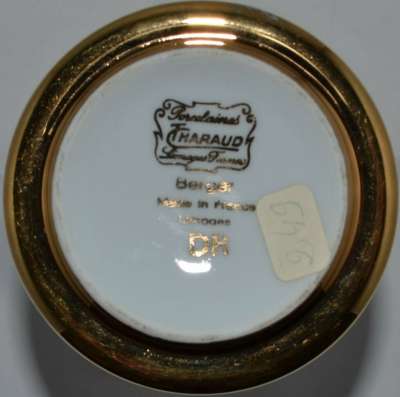 Porcelaines
THARAUD
Limoges France
Berger
Made in France
Limoges
DH